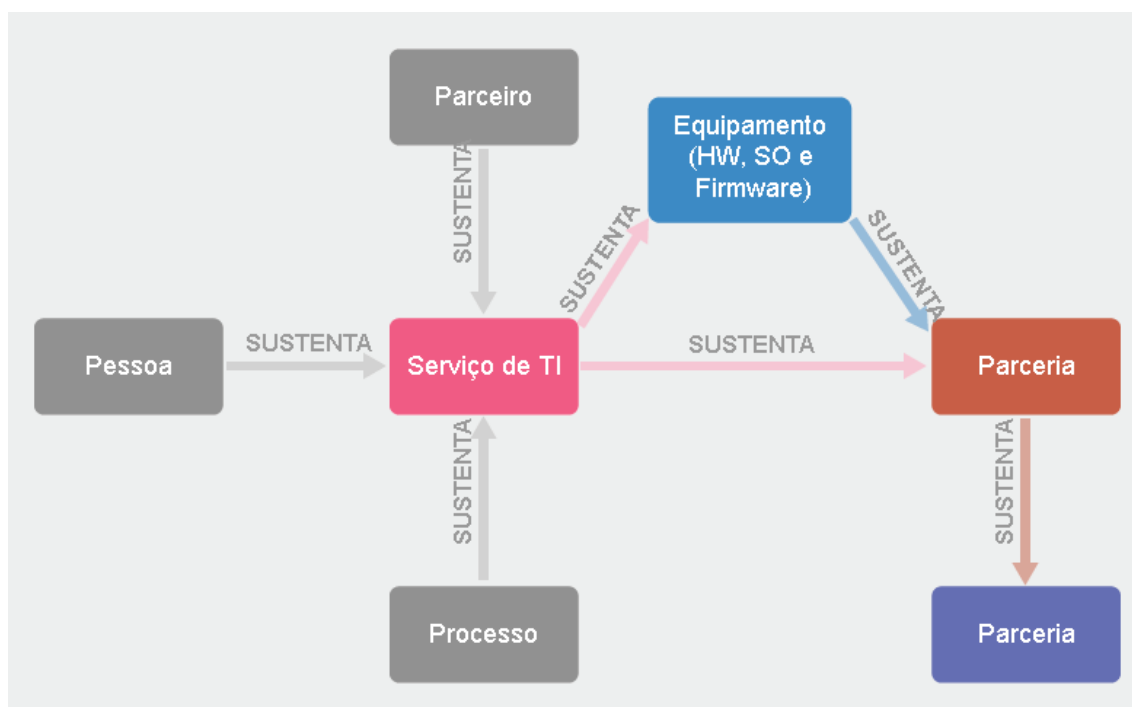 Parceiro
Equipamento
(HW, SO e
Firmware)
SUSTENTA
SUSTENTA
SUSTENTA
Pessoa
SUSTENTA
Serviço de TI
SUSTENTA
Parceria
SUSTENTA
SUSTENTA
Processo
Parceria